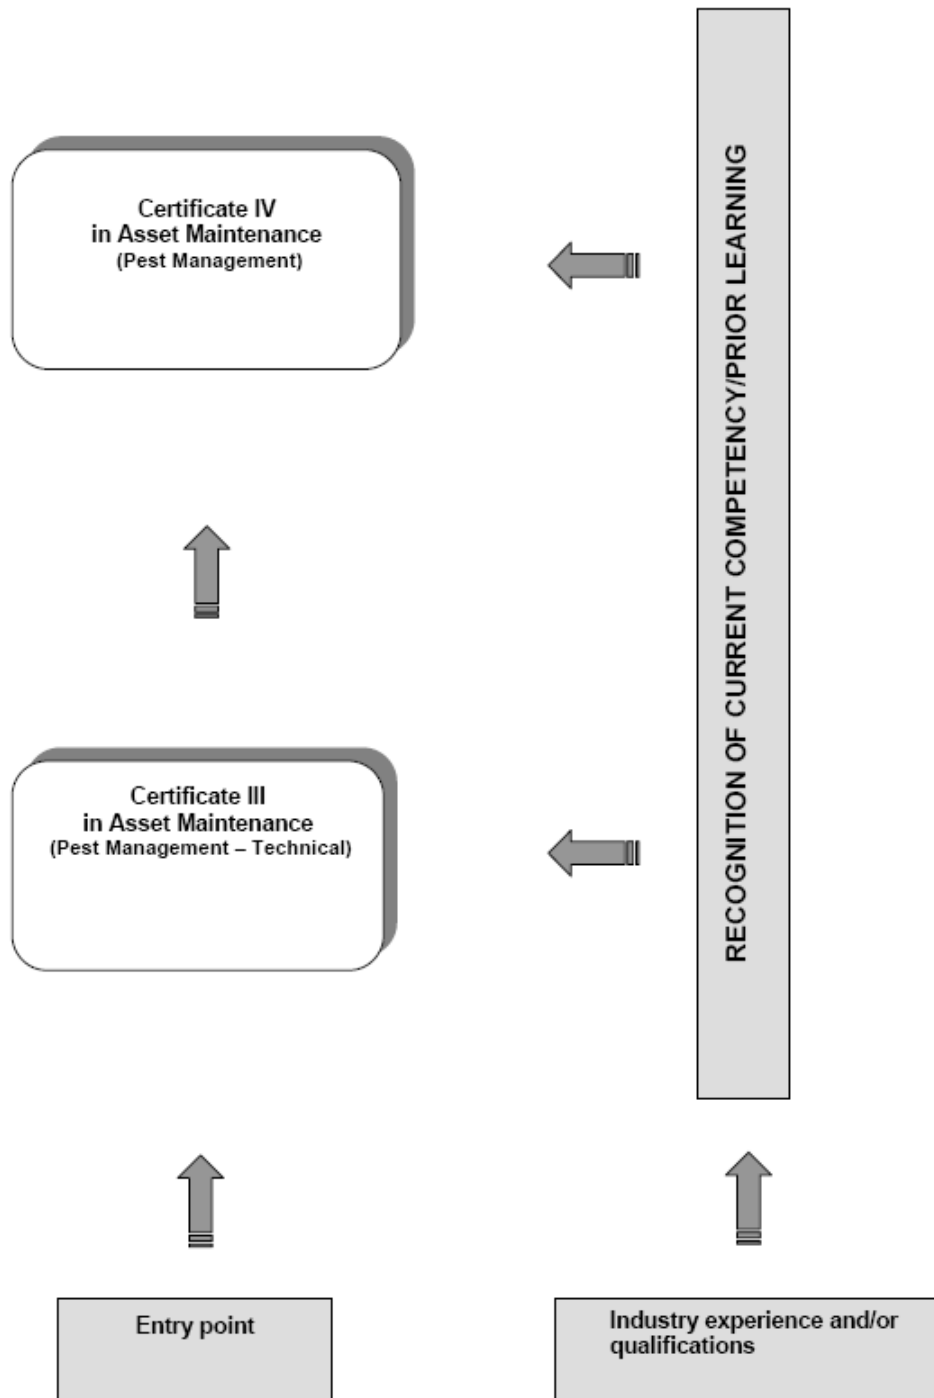 Certificate IV
in Asset Maintenance
(Pest Management)
RECOGNITION OF CURRENT COMPETENCY/PRIOR LEARNING
Certificate III
in Asset Maintenance
(Pest Management – Technical)
Entry point
Industry experience and/or
qualifications